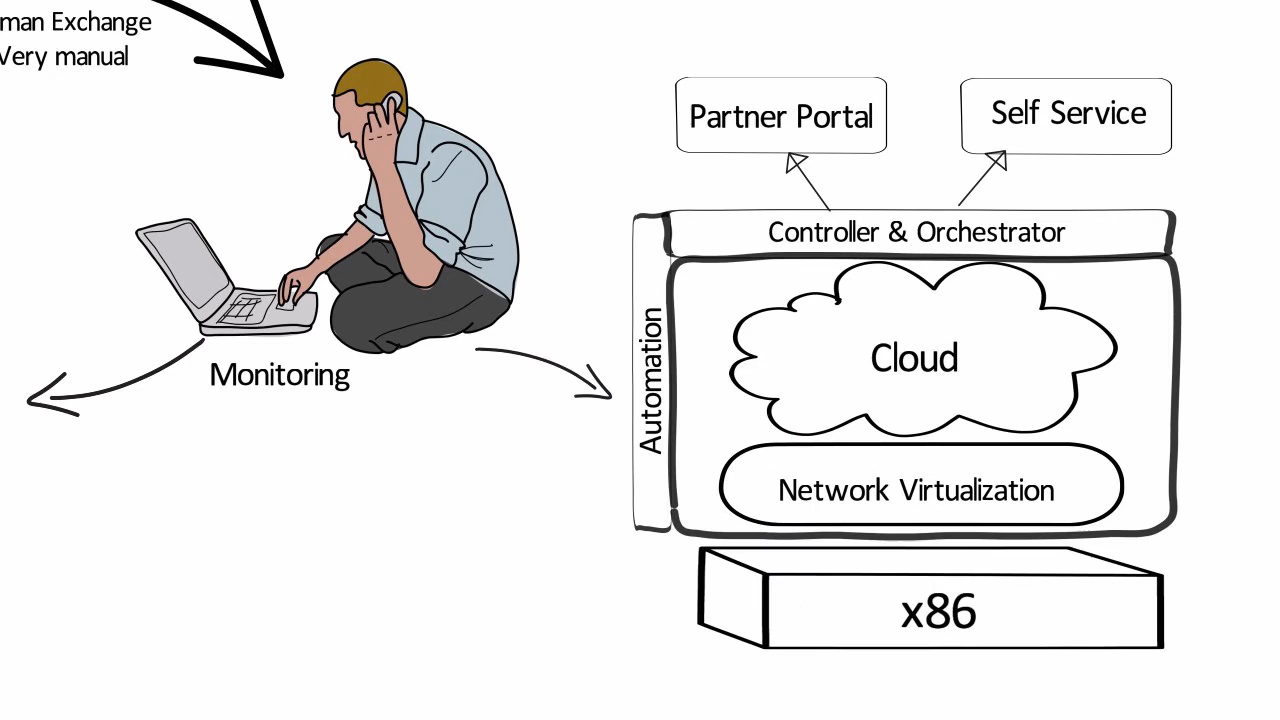 man Exchange
Very manual
Partner Portal
Self Service
Controller & Orchestrator
Automation
Cloud
Monitoring
Network Virtualization
x86